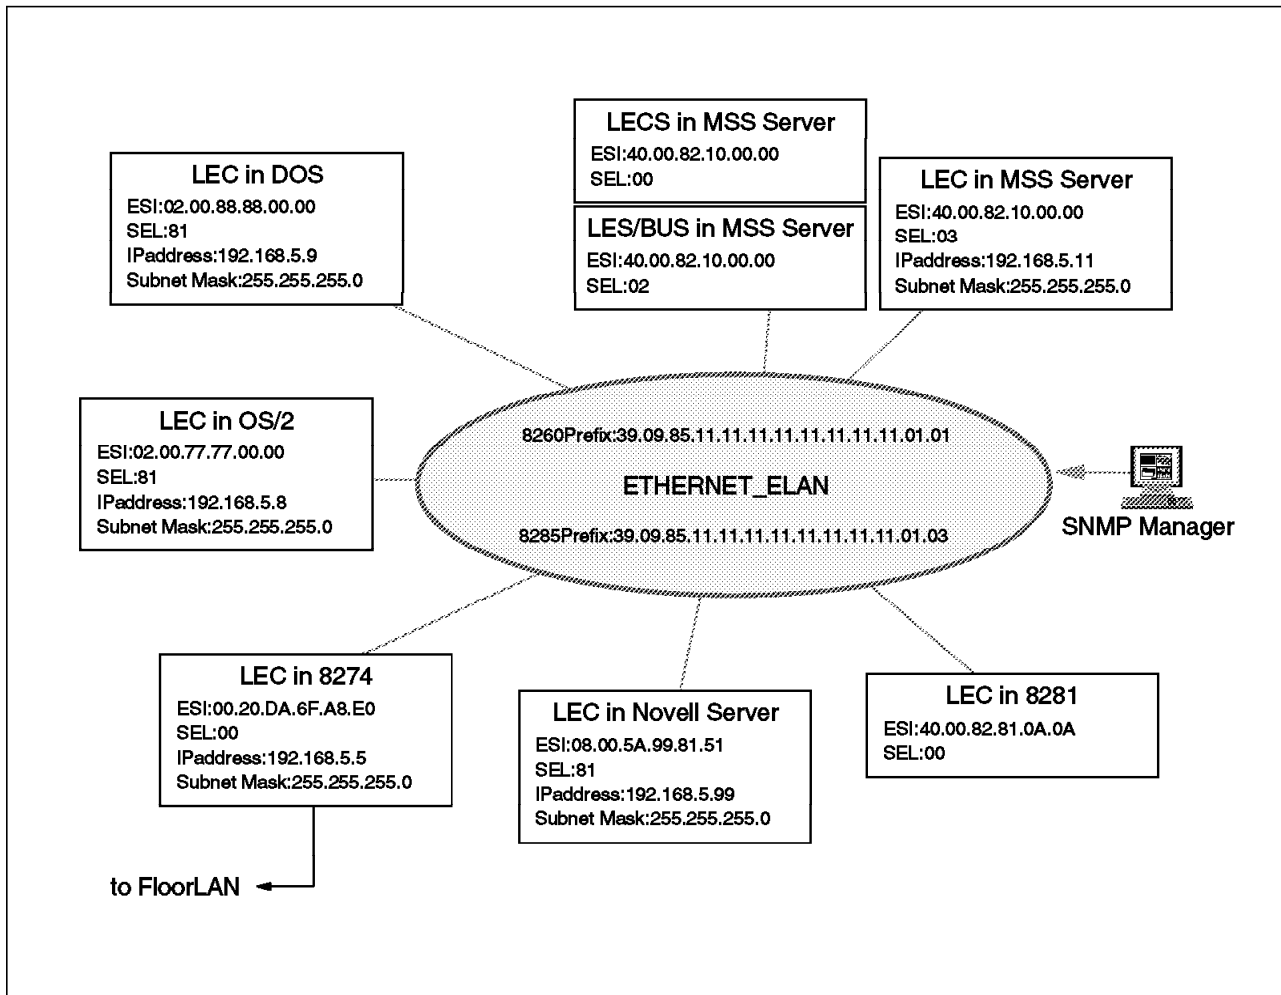 LECS in MSS Server
ESI:40.00.82.10.00.00
SEL:00
LES/BUS in MSS Server
ESI:40.00.82.10.00.00
SEL:02
LEC in DOS
ESI:02.00.88.88.00.00
SEL:81
IPaddress:192.168.5.9
Subnet Mask:255.255.255.0
LEC in MSS Server
ESI:40.00.82.10.00.00
SEL:03
IPaddress:192.168.5.11
Subnet Mask:255.255.255.0
LEC in OS/2
ESI:02.00.77.77.00.00
SEL:81
IPaddress:192.168.5.8
Subnet Mask:255.255.255.0
8260Prefix:39.09.85.11.11.11.11.11.11.11.11.01.01
ETHERNET_ELAN
8285Prefix:39.09.85.11.11.11.11.11.11.11.11.01.03
SNMP Manager
LEC in 8274
ESI:00.20.DA.6F.A8.E0
SEL:00
IPaddress:192.168.5.5
Subnet Mask:255.255.255.0
LEC in Novell Server
ESI:08.00.5A.99.81.51
SEL:81
IPaddress:192.168.5.99
Subnet Mask:255.255.255.0
LEC in 8281
ESI:40.00.82.81.0A.0A
SEL:00
to FloorLAN